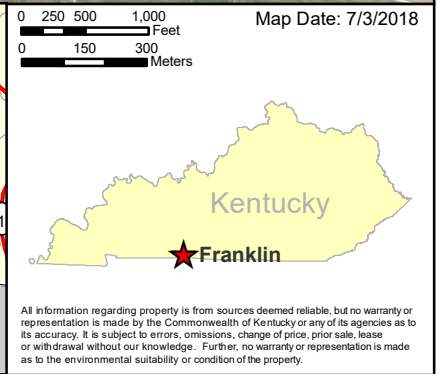 0 250 500 1,000
Feet
Map Date: 7/3/2018
0 150 300
Meters
Kentucky
Franklin
1
All information regarding property is from sources deemed reliable, but no warranty or
representation is made by the Commonwealth of Kentucky or any of its agencies as to
its accuracy. It is subject to errors, omissions, change of price, prior sale, lease
or withdrawal without our knowledge. Further, no warranty or representation is made
as to the environmental suitability or condition of the property.